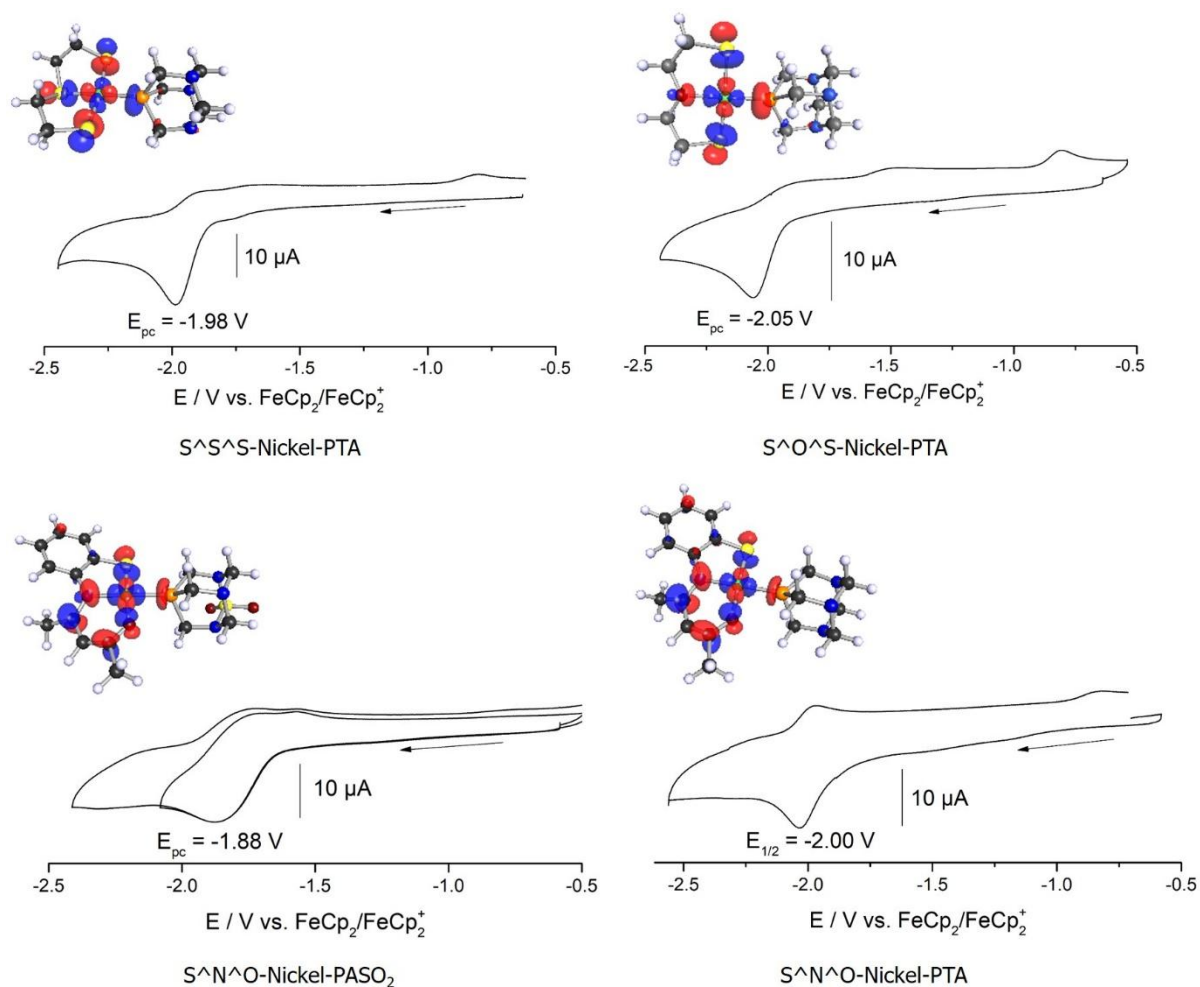 10 µA
E_pc = -1.98 V
-2.5 -2.0 -1.5 -1.0 -0.5
E / V vs. FeCp₂/FeCp₂⁺
S^S^S-Nickel-PTA
10 µA
E_pc = -2.05 V
-2.5 -2.0 -1.5 -1.0 -0.5
E / V vs. FeCp₂/FeCp₂⁺
S^O^S-Nickel-PTA
10 µA
E_pc = -1.88 V
-2.5 -2.0 -1.5 -1.0 -0.5
E / V vs. FeCp₂/FeCp₂⁺
S^N^O-Nickel-PASO₂
10 µA
E_1/2 = -2.00 V
-2.5 -2.0 -1.5 -1.0 -0.5
E / V vs. FeCp₂/FeCp₂⁺
S^N^O-Nickel-PTA